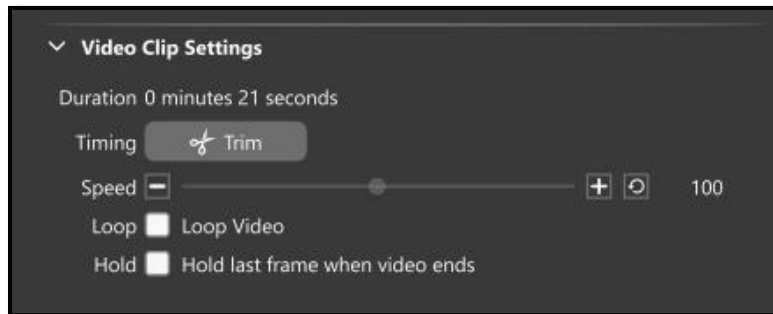 Video Clip Settings
Duration 0 minutes 21 seconds
Timing Trim
Speed 100
Loop Loop Video
Hold Hold last frame when video ends